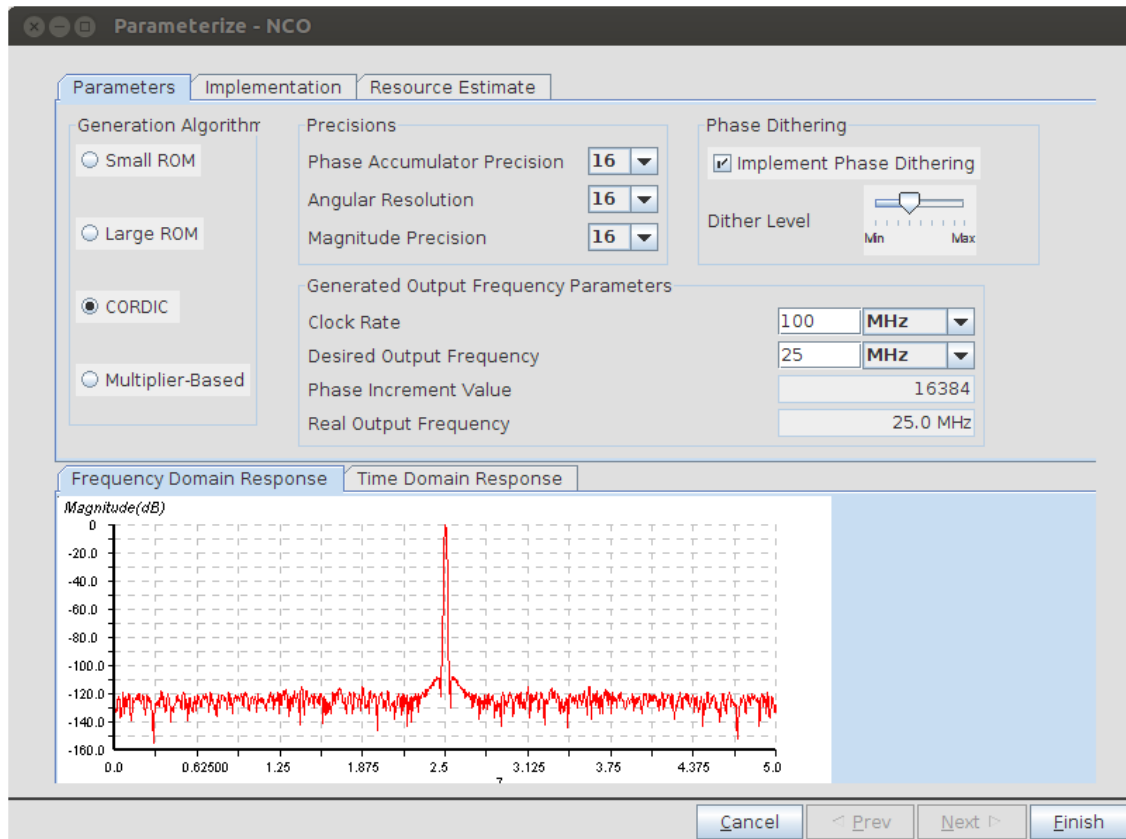 Parameterize - NCO
Parameters Implementation Resource Estimate
Generation Algorithm
Small ROM
Large ROM
CORDIC
Multiplier-Based
Precisions
Phase Accumulator Precision 16
Angular Resolution 16
Magnitude Precision 16
Phase Dithering
Implement Phase Dithering
Dither Level
Min Max
Generated Output Frequency Parameters
Clock Rate 100 MHz
Desired Output Frequency 25 MHz
Phase Increment Value 16384
Real Output Frequency 25.0 MHz
Frequency Domain Response Time Domain Response
Magnitude(dB)
0
-20.0
-40.0
-60.0
-80.0
-100.0
-120.0
-140.0
-160.0
0.0 0.62500 1.25 1.875 2.5 3.125 3.75 4.375 5.0
Cancel < Prev Next > Finish